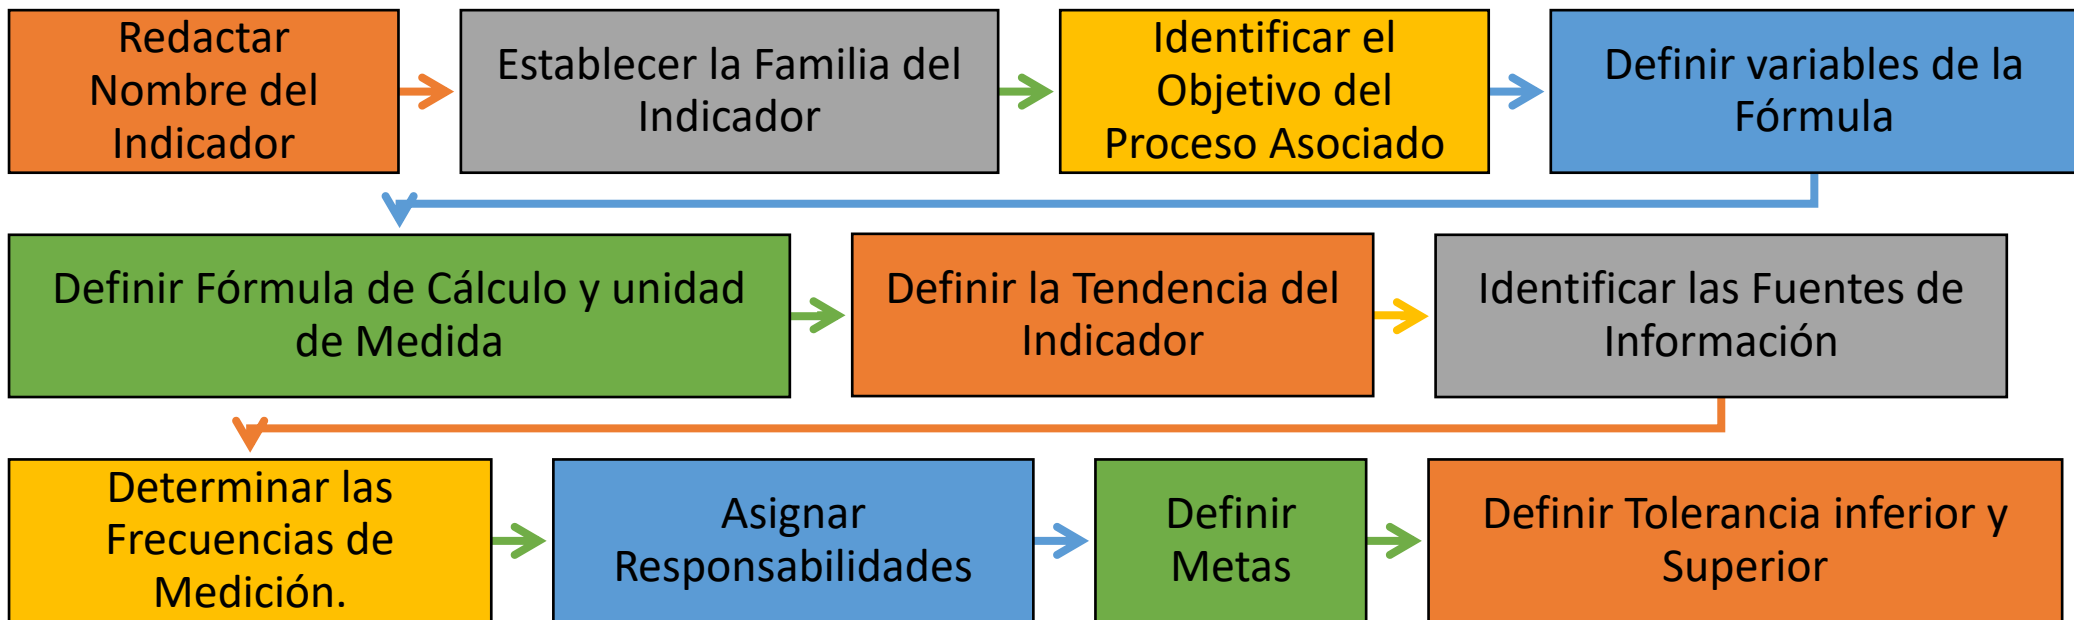 Redactar
Nombre del
Indicador
Establecer la Familia del
Indicador
Identificar el
Objetivo del
Proceso Asociado
Definir variables de la
Fórmula
Definir Fórmula de Cálculo y unidad
de Medida
Definir la Tendencia del
Indicador
Identificar las Fuentes de
Información
Determinar las
Frecuencias de
Medición.
Asignar
Responsabilidades
Definir
Metas
Definir Tolerancia inferior y
Superior